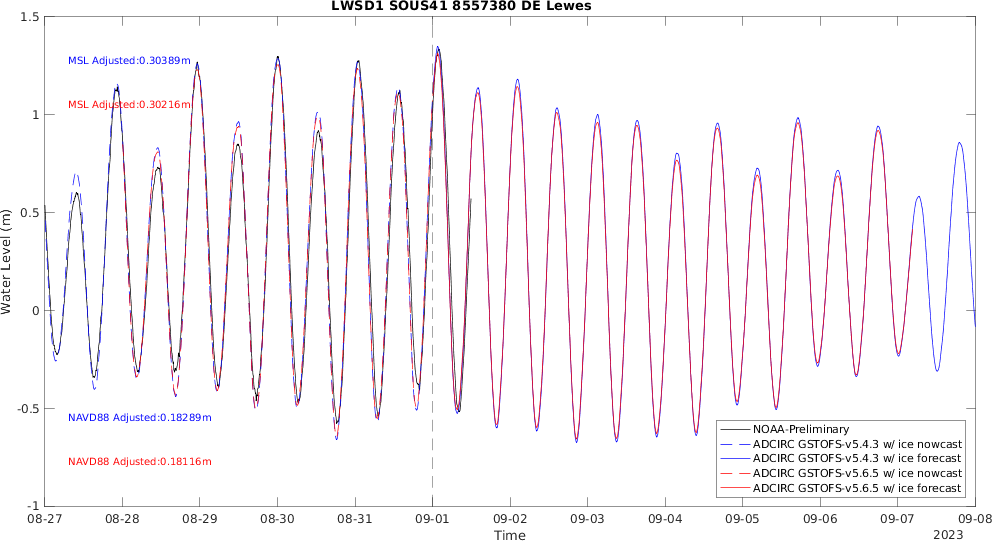 LWSD1 SOUS41 8557380 DE Lewes
1.5
1
0.5
0
-0.5
-1
Water Level (m)
MSL Adjusted:0.30389m
MSL Adjusted:0.30216m
NAVD88 Adjusted:0.18289m
NAVD88 Adjusted:0.18116m
NOAA-Preliminary
ADCIRC GSTOFS-v5.4.3 w/ ice nowcast
ADCIRC GSTOFS-v5.4.3 w/ ice forecast
ADCIRC GSTOFS-v5.6.5 w/ ice nowcast
ADCIRC GSTOFS-v5.6.5 w/ ice forecast
08-27 08-28 08-29 08-30 08-31 09-01 09-02 09-03 09-04 09-05 09-06 09-07 09-08
Time
2023